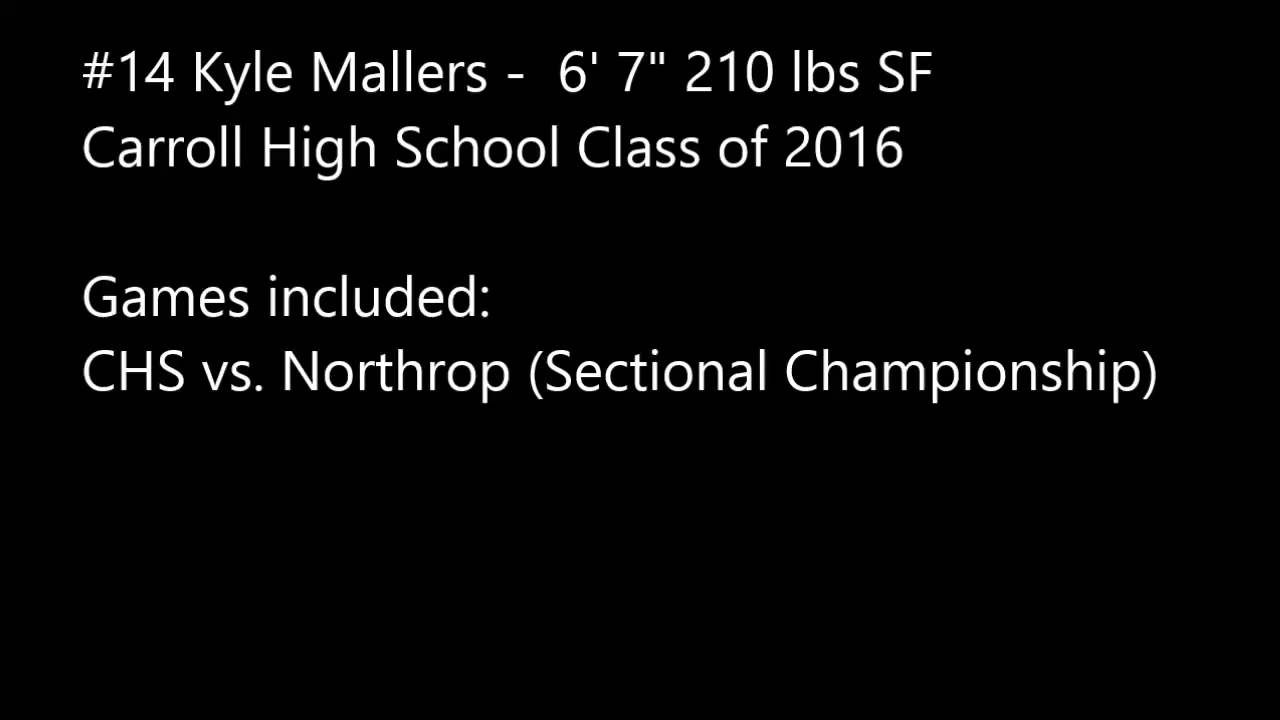 #14 Kyle Mallers -  6' 7" 210 lbs SF
Carroll High School Class of 2016
Games included:
CHS vs. Northrop (Sectional Championship)